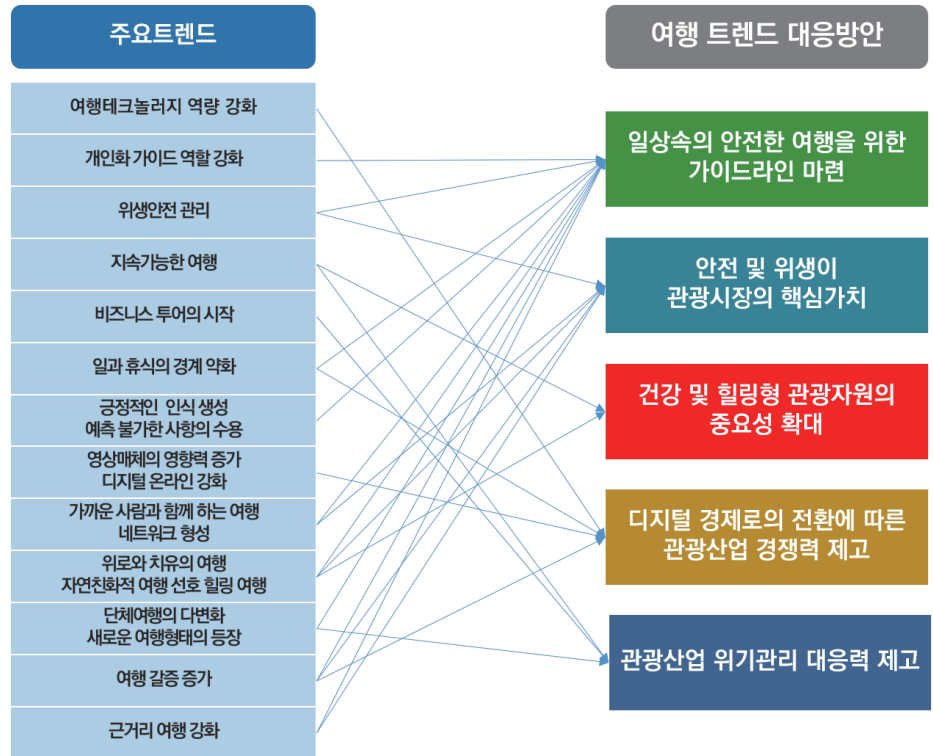 주요트렌드
여행테크놀러지 역량 강화
개인화 가이드 역할 강화
위생안전 관리
지속가능한 여행
비즈니스 투어의 시작
일과 휴식의 경계 약화
긍정적인 인식 생성
예측 불가한 사항의 수용
영상매체의 영향력 증가
디지털 온라인 강화
가까운 사람과 함께 하는 여행
네트워크 형성
위로와 치유의 여행
자연친화적 여행 선호 힐링 여행
단체여행의 다변화
새로운 여행형태의 등장
여행 갈증 증가
근거리 여행 강화
여행 트렌드 대응방안
일상속의 안전한 여행을 위한
가이드라인 마련
안전 및 위생이
관광시장의 핵심가치
건강 및 힐링형 관광자원의
중요성 확대
디지털 경제로의 전환에 따른
관광산업 경쟁력 제고
관광산업 위기관리 대응력 제고